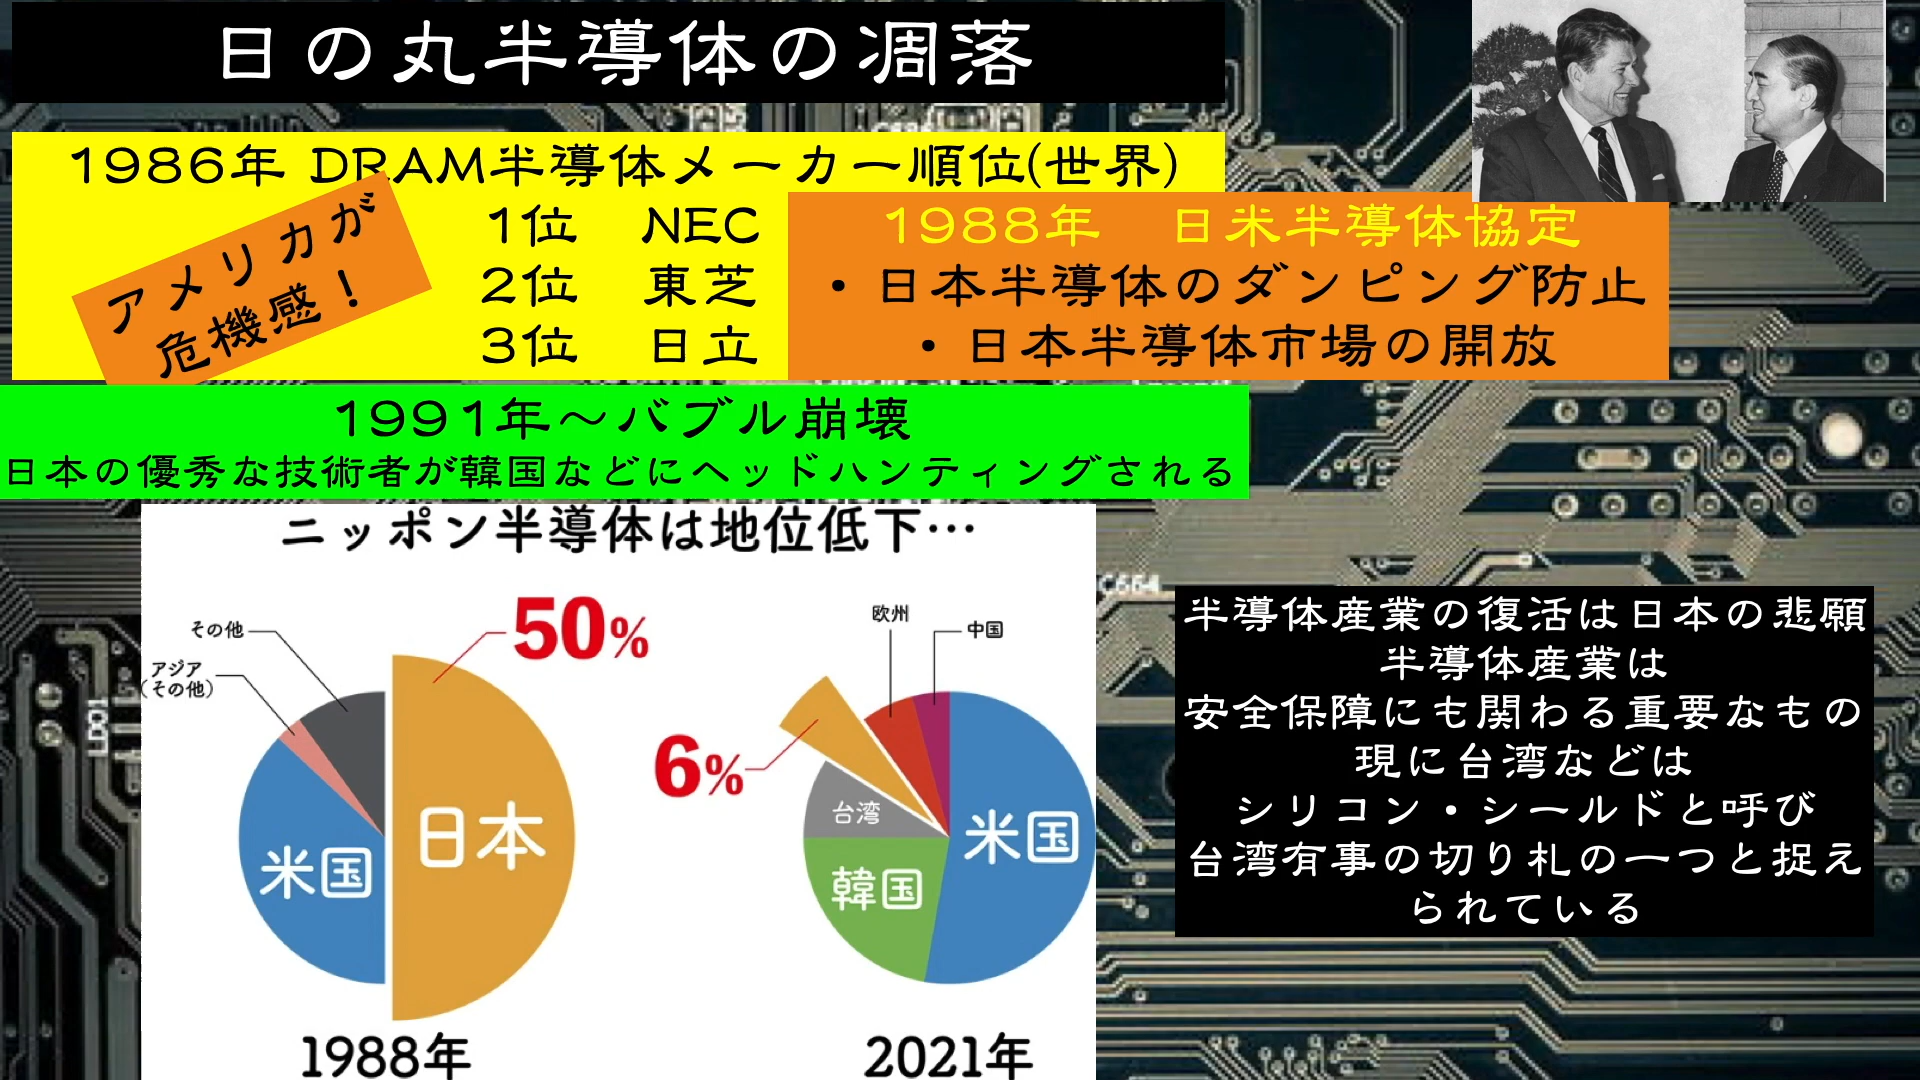 日の丸半導体の凋落
1986年 DRAM半導体メーカー順位(世界)
アメリカが
危機感！
1位 NEC
2位 東芝
3位 日立
1988年 日米半導体協定
・日本半導体のダンピング防止
・日本半導体市場の開放
1991年～バブル崩壊
日本の優秀な技術者が韓国などにヘッドハンティングされる
ニッポン半導体は地位低下…
その他
アジア
(その他)
50%
日本
米国
1988年
欧州
中国
6%
台湾
韓国
米国
2021年
半導体産業の復活は日本の悲願
半導体産業は
安全保障にも関わる重要なもの
現に台湾などは
シリコン・シールドと呼び
台湾有事の切り札の一つと捉え
られている
C664
LDQ1